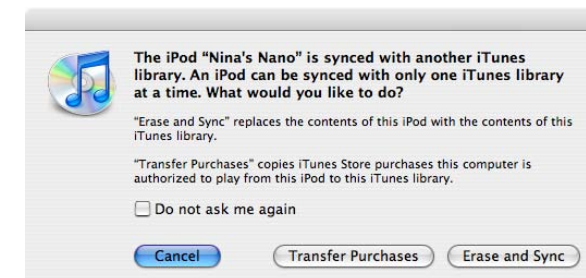 The iPod “Nina's Nano” is synced with another iTunes
library. An iPod can be synced with only one iTunes library
at a time. What would you like to do?
“Erase and Sync” replaces the contents of this iPod with the contents of this
iTunes library.
“Transfer Purchases” copies iTunes Store purchases this computer is
authorized to play from this iPod to this iTunes library.
Do not ask me again
Cancel Transfer Purchases Erase and Sync